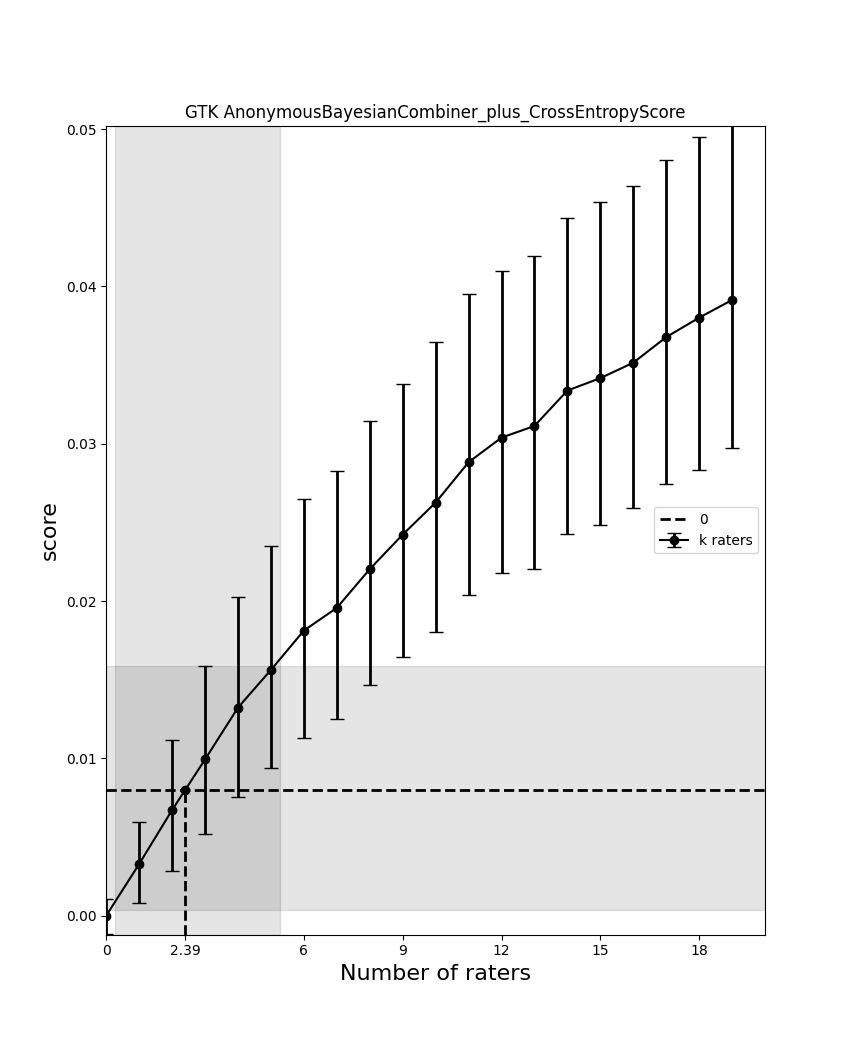 GTK AnonymousBayesianCombiner_plus_CrossEntropyScore
0.05
0.04
0.03
0.02
0.01
0.00
score
0
k raters
0 2.39 6 9 12 15 18
Number of raters